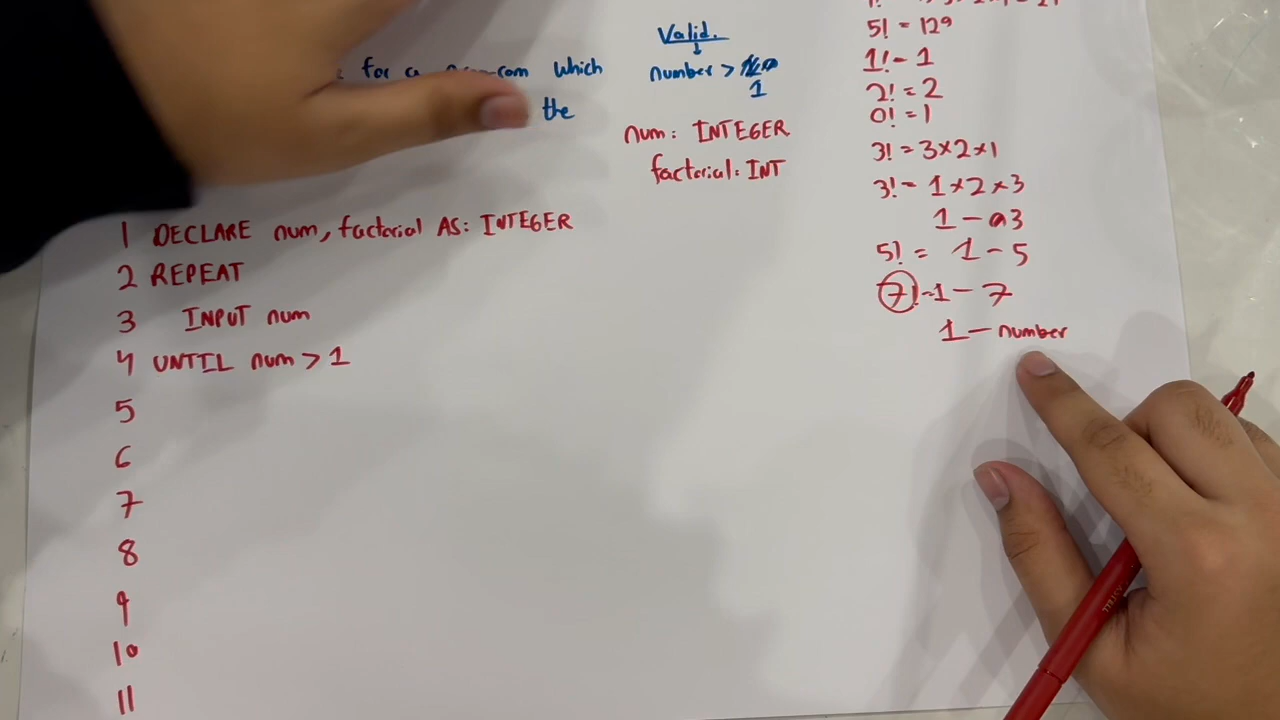 for a which
the
Valid.
number >
1
num: INTEGER
factorial: INT
1 DECLARE num, factorial AS: INTEGER
2 REPEAT
3 INPUT num
4 UNTIL num > 1
5
6
7
8
9
10
11
5! = 129
1! - 1
2! = 2
0! = 1
3! = 3×2×1
3! - 1×2×3
1 - 3
5! = 1 - 5
7! - 1 - 7
1 - number